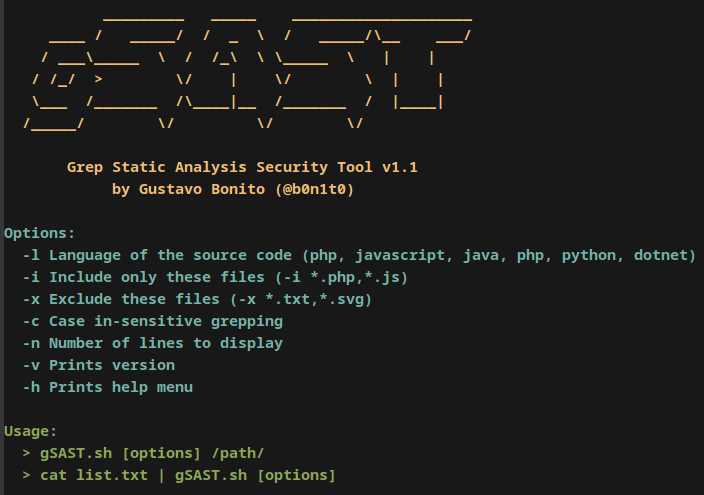 gSAST
Grep Static Analysis Security Tool v1.1
by Gustavo Bonito (@b0n1t0)
Options:
-l Language of the source code (php, javascript, java, php, python, dotnet)
-i Include only these files (-i *.php,*.js)
-x Exclude these files (-x *.txt,*.svg)
-c Case in-sensitive grepping
-n Number of lines to display
-v Prints version
-h Prints help menu
Usage:
> gSAST.sh [options] /path/
> cat list.txt | gSAST.sh [options]